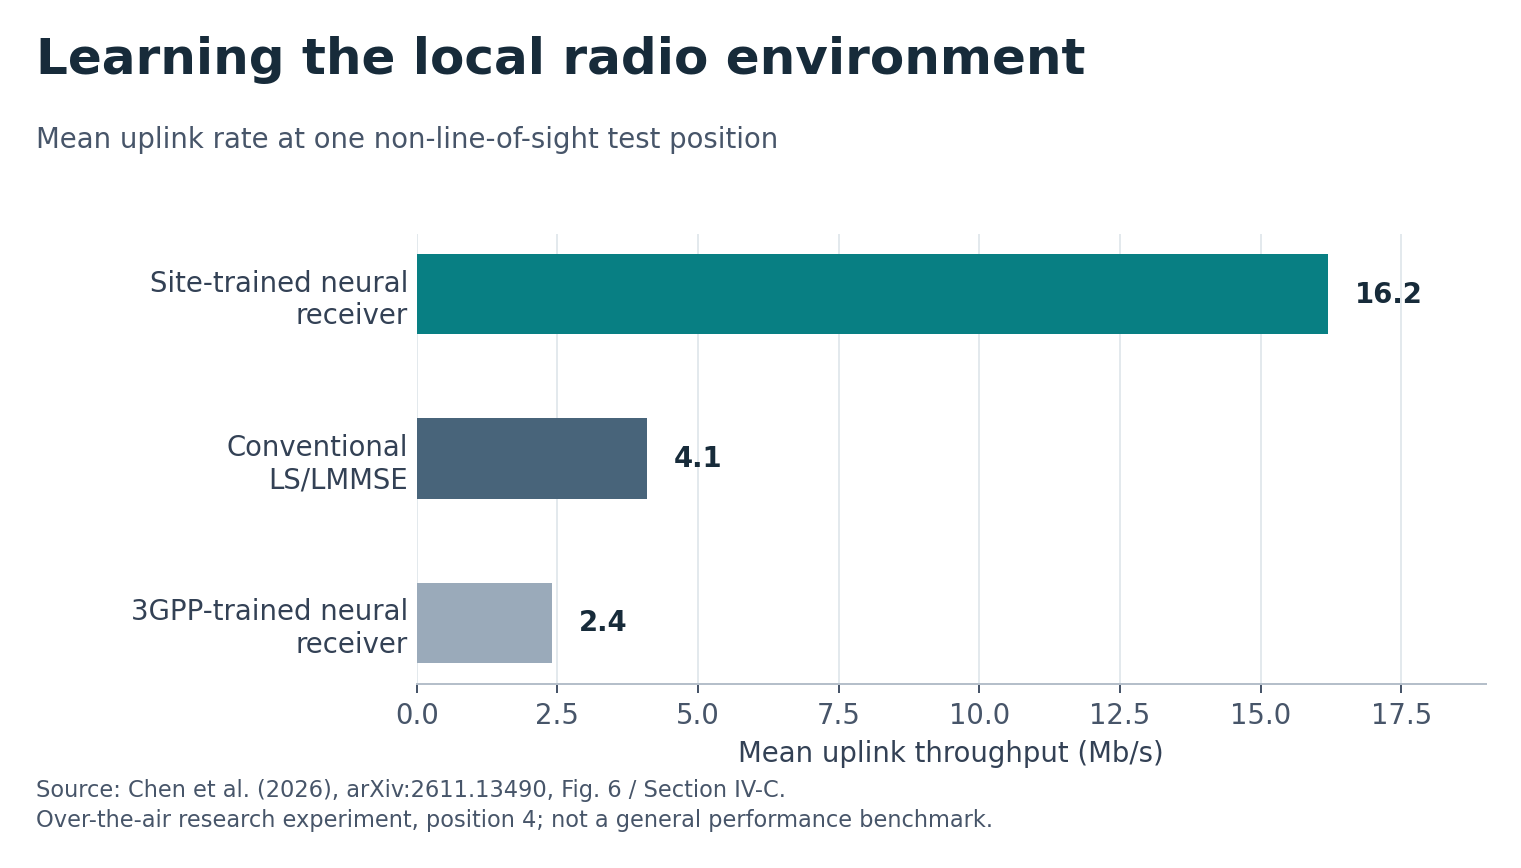 Learning the local radio environment
Mean uplink rate at one non-line-of-sight test position
Site-trained neural
receiver
16.2
Conventional
LS/LMMSE
4.1
3GPP-trained neural
receiver
2.4
0.0 2.5 5.0 7.5 10.0 12.5 15.0 17.5
Mean uplink throughput (Mb/s)
Source: Chen et al. (2026), arXiv:2611.13490, Fig. 6 / Section IV-C.
Over-the-air research experiment, position 4; not a general performance benchmark.